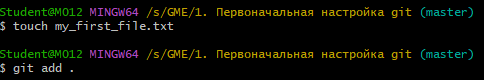 Student@MO12 MINGW64 /s/GME/1. Первоначальная настройка git (master)
$ touch my_first_file.txt
Student@MO12 MINGW64 /s/GME/1. Первоначальная настройка git (master)
$ git add .